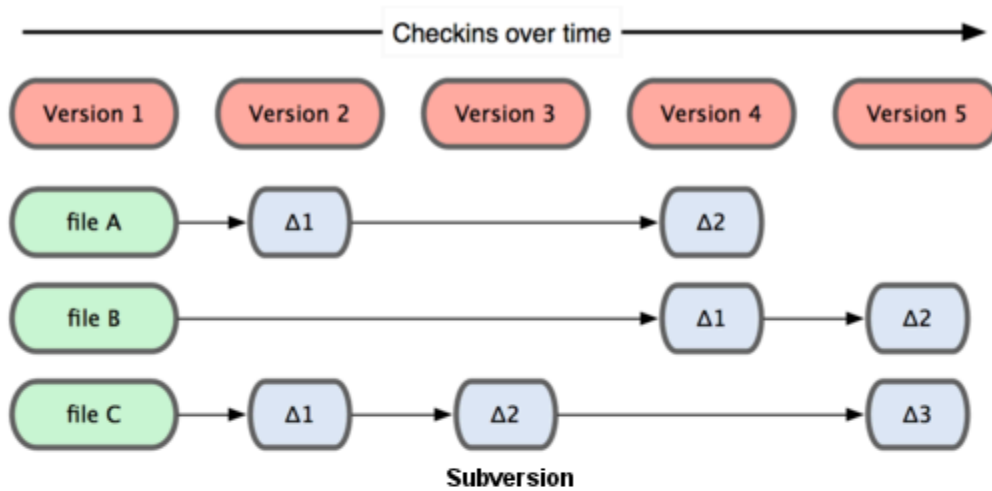 Checkins over time
Version 1 Version 2 Version 3 Version 4 Version 5
file A Δ1 Δ2
file B Δ1 Δ2
file C Δ1 Δ2 Δ3
Subversion